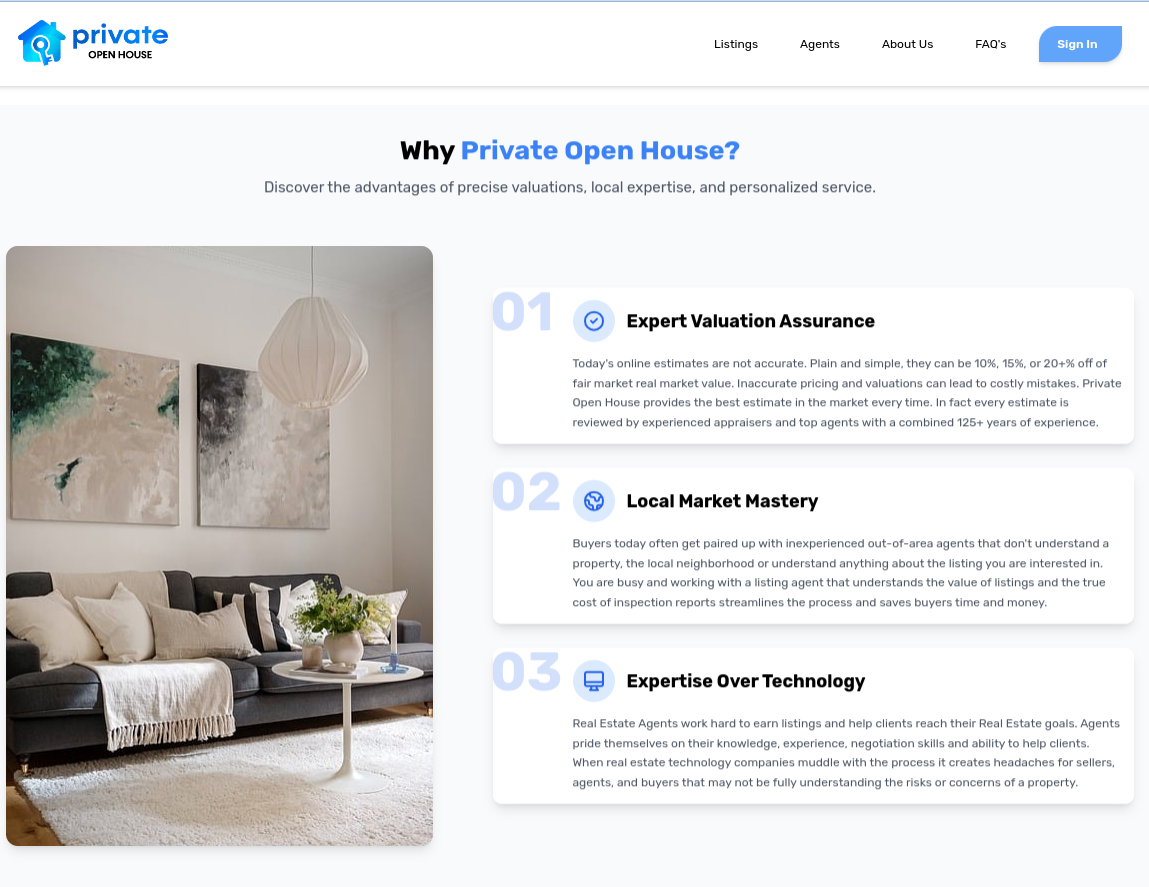 private
OPEN HOUSE
Listings
Agents
About Us
FAQ's
Sign In
Why Private Open House?
Discover the advantages of precise valuations, local expertise, and personalized service.
01
Expert Valuation Assurance
Today's online estimates are not accurate. Plain and simple, they can be 10%, 15%, or 20+% off of
fair market real market value. Inaccurate pricing and valuations can lead to costly mistakes. Private
Open House provides the best estimate in the market every time. In fact every estimate is
reviewed by experienced appraisers and top agents with a combined 125+ years of experience.
02
Local Market Mastery
Buyers today often get paired up with inexperienced out-of-area agents that don't understand a
property, the local neighborhood or understand anything about the listing you are interested in.
You are busy and working with a listing agent that understands the value of listings and the true
cost of inspection reports streamlines the process and saves buyers time and money.
03
Expertise Over Technology
Real Estate Agents work hard to earn listings and help clients reach their Real Estate goals. Agents
pride themselves on their knowledge, experience, negotiation skills and ability to help clients.
When real estate technology companies muddle with the process it creates headaches for sellers,
agents, and buyers that may not be fully understanding the risks or concerns of a property.